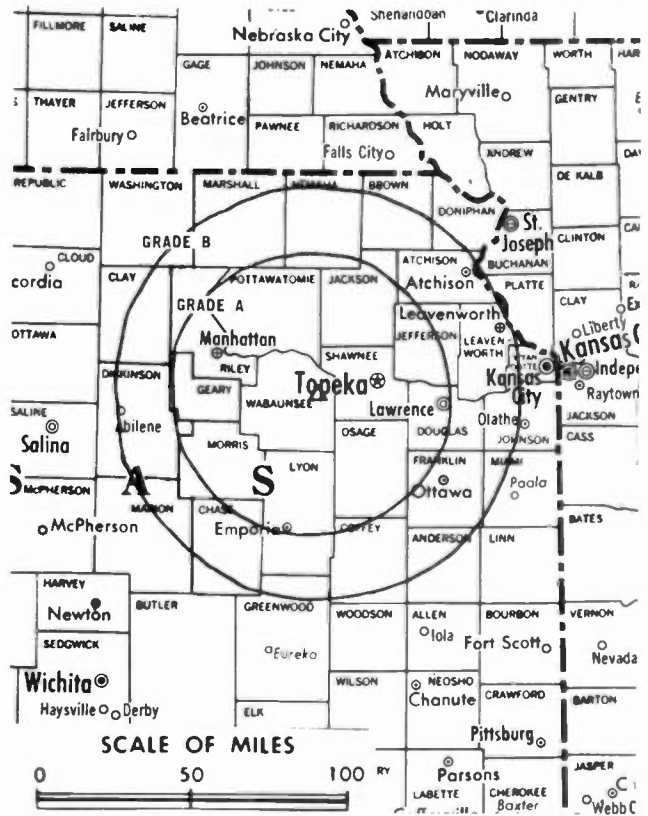 Shenandoah Clarinda
Nebraska City
FILLMORE SALINE
ATCHISON NODAWAY WORTH HAR
GAGE JOHNSON NEMAHA
Maryville
GENTRY
THAYER JEFFERSON
Beatrice
PAWNEE RICHARDSON HOLT
Fairbury
Falls City
ANDREW
DE KALB
REPUBLIC WASHINGTON MARSHALL NEMAHA BROWN
DONIPHAN
St.
Joseph
GRADE B
CLINTON
CLOUD
ATCHISON
BUCHANAN
cordia
CLAY
POTTAWATOMIE JACKSON
Atchison
PLATTE
GRADE A
Leavenworth
CLAY
OTTAWA
JEFFERSON
LEAVEN
WORTH
Liberty
Manhattan
SHAWNEE
Kansas C
RILEY
DICKINSON
GEARY
Topeka
Kansas
City
Indepe
WABAUNSEE
Lawrence
Raytown
SALINE
Abilene
Olathe
JACKSON
Salina
MORRIS
OSAGE
DOUGLAS
JOHNSON
CASS
LYON
FRANKLIN
MIAMI
S A S
McPHERSON
MARION
CHASE
Ottawa
Paola
McPherson
Emporia
COFFEY
BATES
ANDERSON LINN
HARVEY
Newton
BUTLER
GREENWOOD
WOODSON
ALLEN
BOURBON
VERNON
SEDGWICK
Iola
Fort Scott
Eureka
Nevada
Wichita
WILSON
NEOSHO
Chanute
CRAWFORD
BARTON
Haysville Derby
ELK
Pittsburg
SCALE OF MILES
0 50 100
RY
Parsons
JASPER
LABETTE
CHEROKEE
Baxter
Webb C